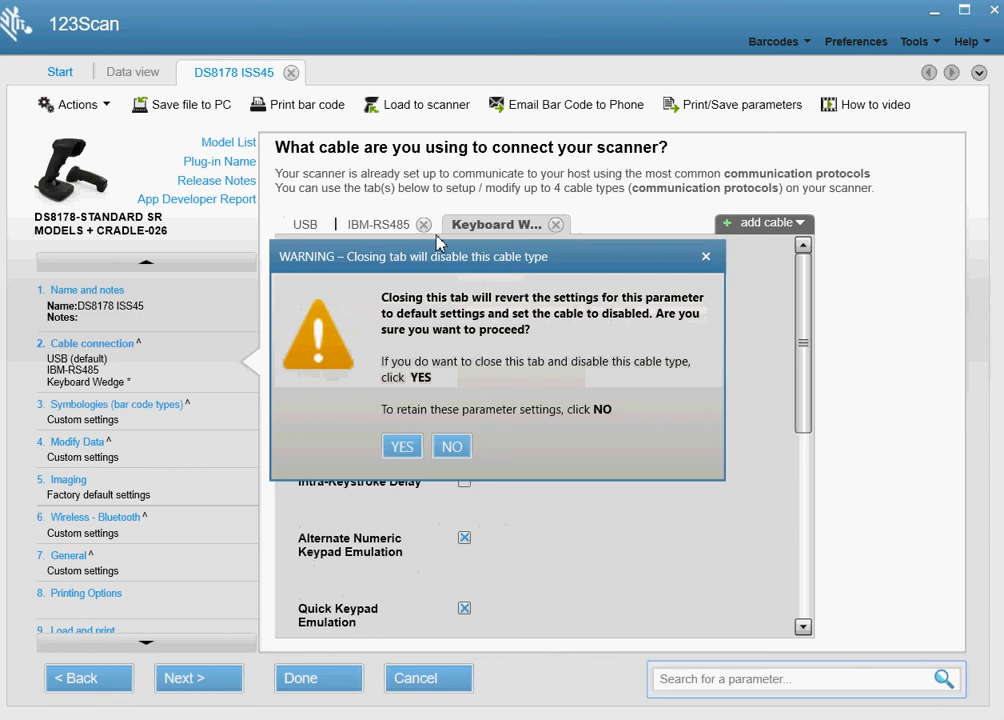 123Scan
Barcodes Preferences Tools Help
Start Data view DS8178 ISS45
Actions Save file to PC Print bar code Load to scanner Email Bar Code to Phone Print/Save parameters How to video
Model List
Plug-in Name
Release Notes
App Developer Report
DS8178-STANDARD SR
MODELS + CRADLE-026
1. Name and notes
Name:DS8178 ISS45
Notes:
2. Cable connection ^
USB (default)
IBM-RS485
Keyboard Wedge *
3. Symbologies (bar code types) ^
Custom settings
4. Modify Data ^
Custom settings
5. Imaging
Factory default settings
6. Wireless - Bluetooth ^
Custom settings
7. General ^
Custom settings
8. Printing Options
9. Load and print
What cable are you using to connect your scanner?
Your scanner is already set up to communicate to your host using the most common communication protocols
You can use the tab(s) below to setup / modify up to 4 cable types (communication protocols) on your scanner.
USB IBM-RS485 Keyboard W... + add cable
WARNING – Closing tab will disable this cable type
Closing this tab will revert the settings for this parameter
to default settings and set the cable to disabled. Are you
sure you want to proceed?
If you do want to close this tab and disable this cable type,
click YES
To retain these parameter settings, click NO
YES NO
Intra-Keystroke Delay
Alternate Numeric
Keypad Emulation
Quick Keypad
Emulation
< Back Next > Done Cancel Search for a parameter...